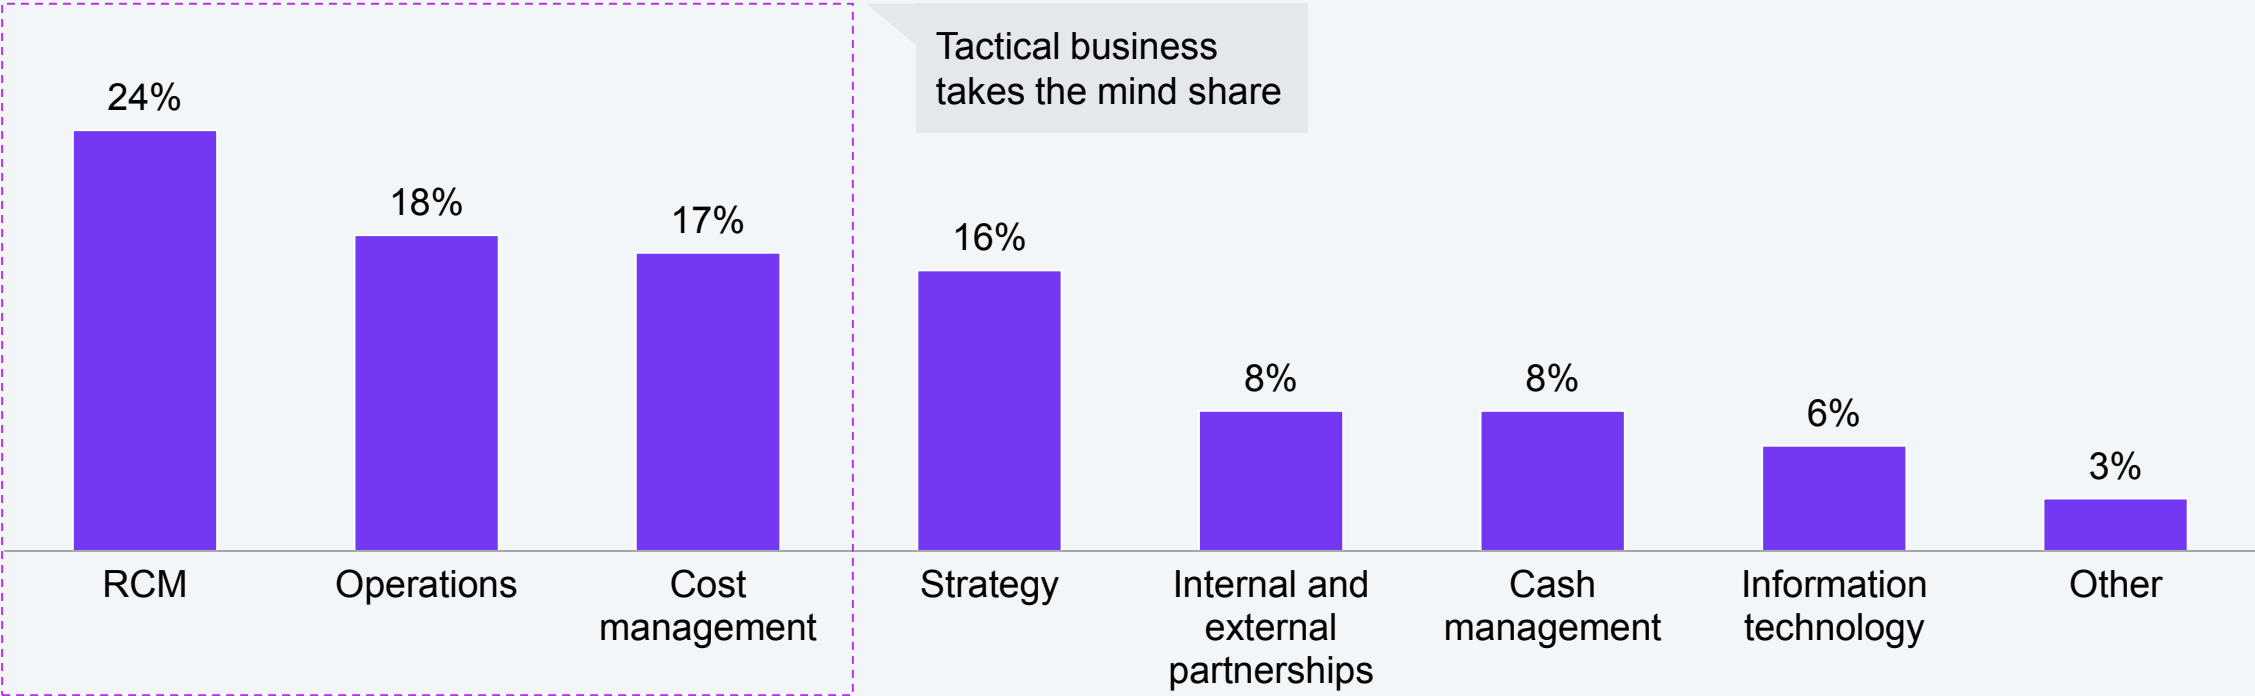 Tactical business
takes the mind share
24%
18%
17%
16%
8%
8%
6%
3%
RCM
Operations
Cost
management
Strategy
Internal and
external
partnerships
Cash
management
Information
technology
Other